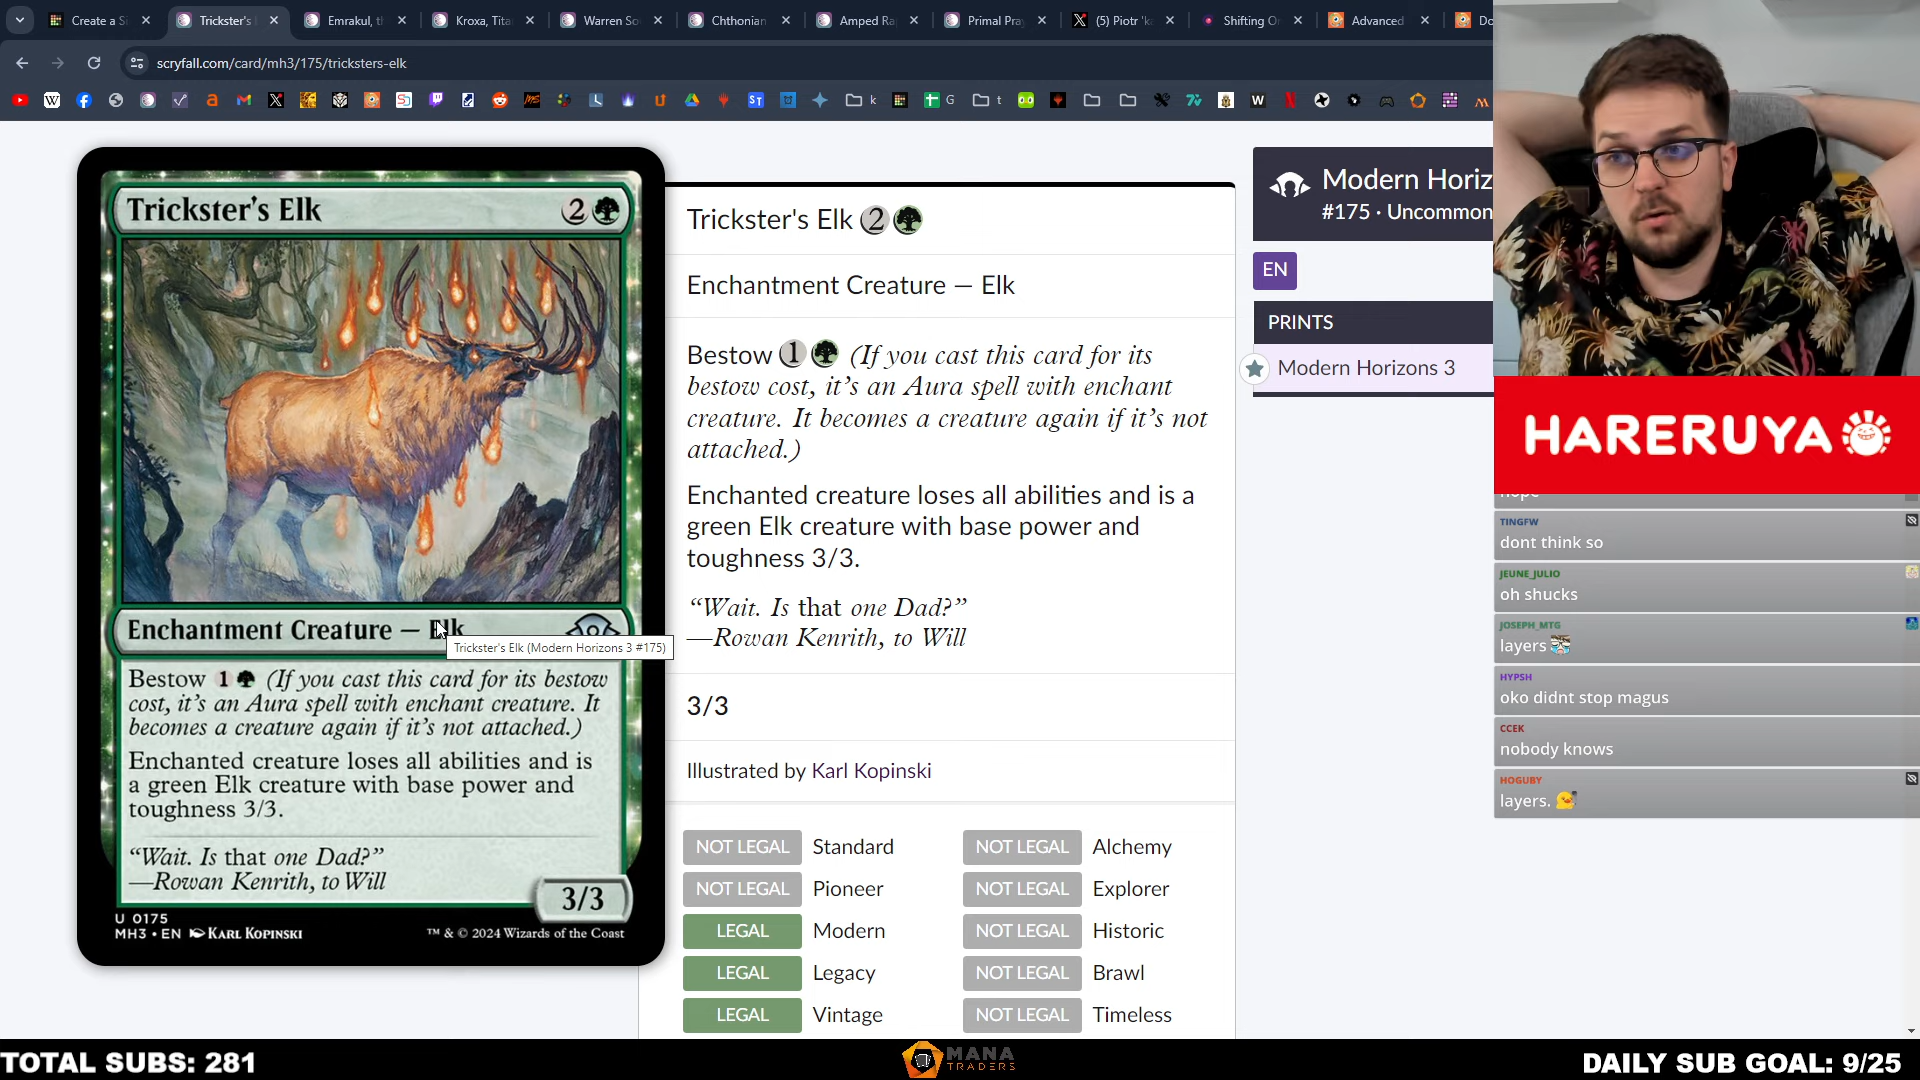 Create a S
Trickster's
Emrakul, th
Kroxa, Tita
Warren So
Chthonian
Amped Ra
Primal Pra
(5) Piotr 'k
Shifting O
Advanced
Do
scryfall.com/card/mh3/175/tricksters-elk
k
G
t
Trickster's Elk 2
Enchantment Creature — Elk
Trickster's Elk (Modern Horizons 3 #175)
Bestow 1 (If you cast this card for its bestow
cost, it's an Aura spell with enchant creature. It
becomes a creature again if it's not attached.)
Enchanted creature loses all abilities and is
a green Elk creature with base power and
toughness 3/3.
"Wait. Is that one Dad?"
—Rowan Kenrith, to Will
3/3
U 0175
MH3 • EN KARL KOPINSKI
™ & © 2024 Wizards of the Coast
Trickster's Elk 2
Enchantment Creature — Elk
Bestow 1 (If you cast this card for its
bestow cost, it's an Aura spell with enchant
creature. It becomes a creature again if it's not
attached.)
Enchanted creature loses all abilities and is a
green Elk creature with base power and
toughness 3/3.
"Wait. Is that one Dad?"
—Rowan Kenrith, to Will
3/3
Illustrated by Karl Kopinski
NOT LEGAL Standard NOT LEGAL Alchemy
NOT LEGAL Pioneer NOT LEGAL Explorer
LEGAL Modern NOT LEGAL Historic
LEGAL Legacy NOT LEGAL Brawl
LEGAL Vintage NOT LEGAL Timeless
Modern Horiz
#175 · Uncommon
EN
PRINTS
Modern Horizons 3
HARERUYA
TINGFW
dont think so
JEUNE_JULIO
oh shucks
JOSEPH_MTG
layers
HYPSH
oko didnt stop magus
CCEK
nobody knows
HOGUBY
layers.
TOTAL SUBS: 281
MANA
TRADERS
DAILY SUB GOAL: 9/25